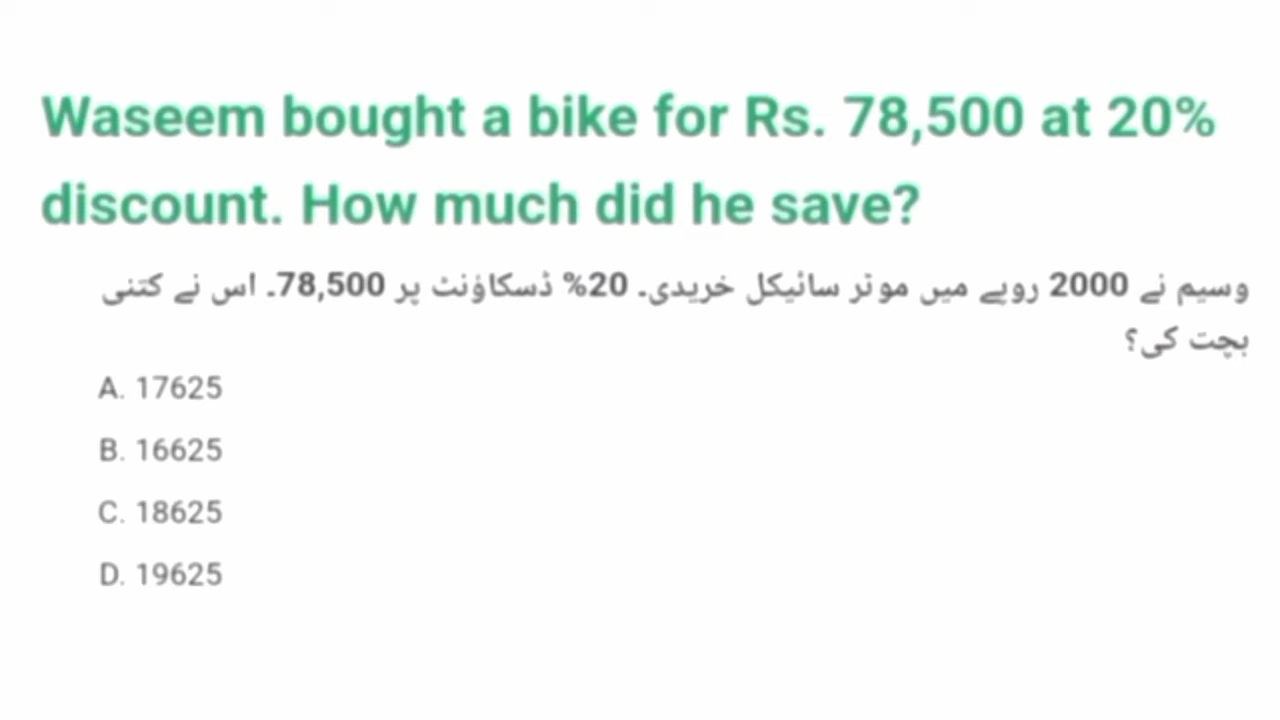 Waseem bought a bike for Rs. 78,500 at 20%
discount. How much did he save?
وسیم نے 2000 روپے میں موٹر سائیکل خریدی۔ 20% ڈسکاؤنٹ پر 78,500۔ اس نے کتنی
بچت کی؟
A. 17625
B. 16625
C. 18625
D. 19625